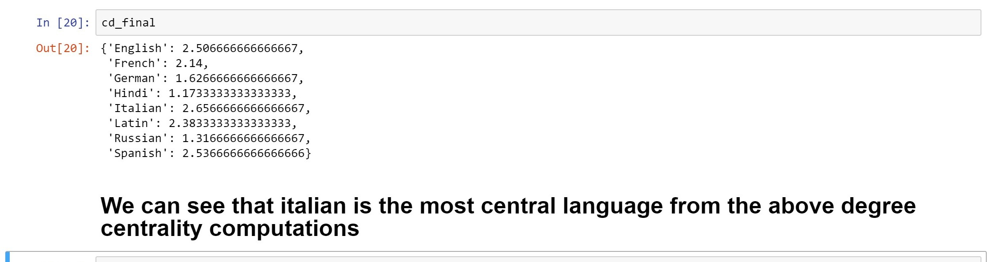 In [20]: cd_final
Out[20]: {'English': 2.506666666666667,
'French': 2.14,
'German': 1.6266666666666667,
'Hindi': 1.1733333333333333,
'Italian': 2.6566666666666667,
'Latin': 2.3833333333333333,
'Russian': 1.3166666666666667,
'Spanish': 2.5366666666666666}
We can see that italian is the most central language from the above degree
centrality computations